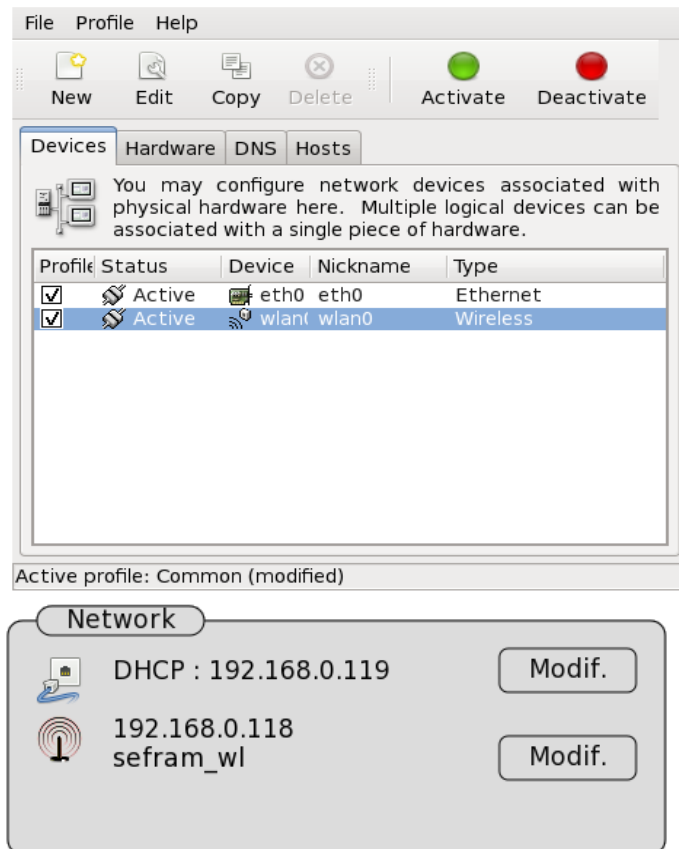 File Profile Help
New Edit Copy Delete Activate Deactivate
Devices Hardware DNS Hosts
You may configure network devices associated with
physical hardware here. Multiple logical devices can be
associated with a single piece of hardware.
Profile Status Device Nickname Type
Active eth0 eth0 Ethernet
Active wlan0 wlan0 Wireless
Active profile: Common (modified)
Network
DHCP : 192.168.0.119 Modif.
192.168.0.118
sefram_wl Modif.